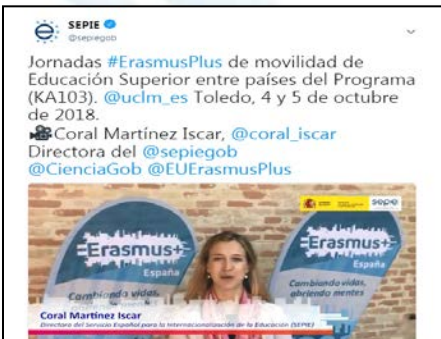 SEPIE
@sepiegob
Jornadas #ErasmusPlus de movilidad de
Educación Superior entre países del Programa
(KA103). @uclm_es Toledo, 4 y 5 de octubre
de 2018.
🎥Coral Martínez Iscar, @coral_iscar
Directora del @sepiegob
@CienciaGob @EUErasmusPlus
sepie
Erasmus+
España
Cambiando vidas,
Erasmus+
España
Cambiando vidas,
abriendo mentes
Coral Martínez Iscar
Directora del Servicio Español para la Internacionalización de la Educación (SEPIE)